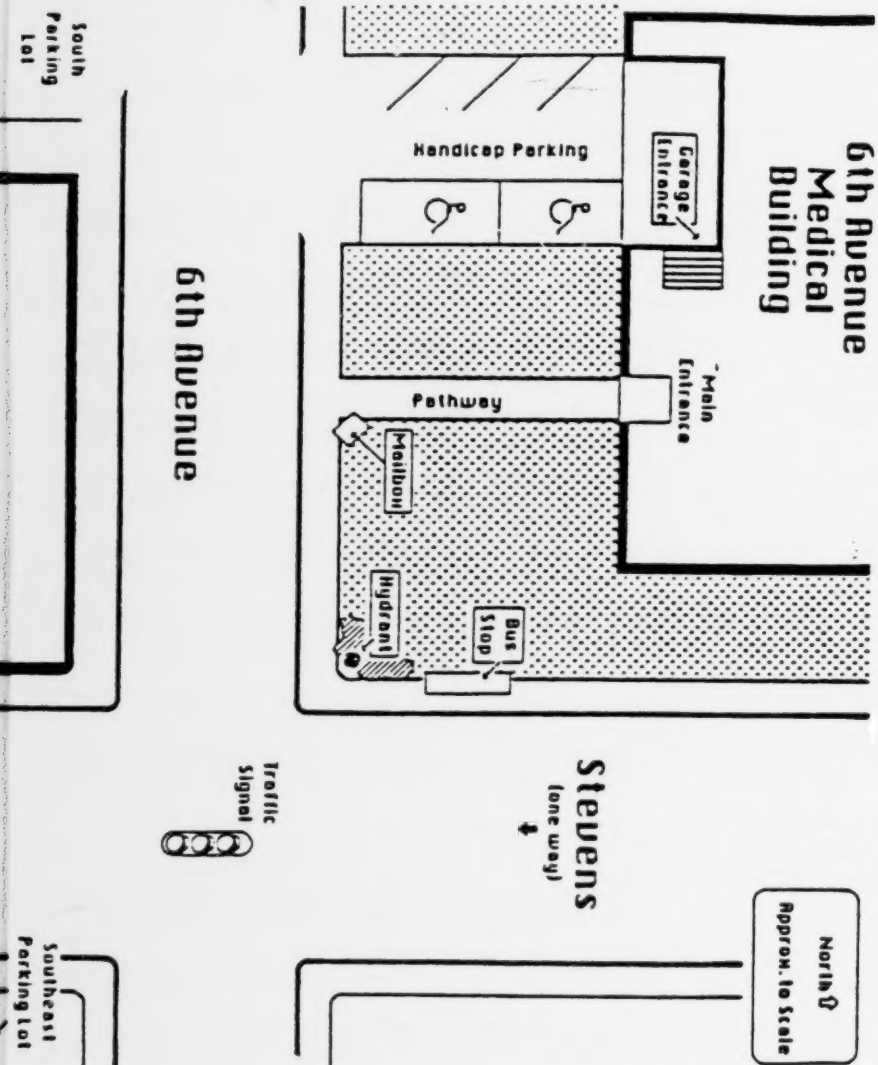 6th Avenue
Medical
Building
Garage
Entrance
Main
Entrance
Handicap Parking
Pathway
Mailbox
Hydrant
Bus
Stop
Stevens
(one way)
North
Approx. to Scale
6th Avenue
Traffic
Signal
South
Parking
Lot
Southeast
Parking Lot